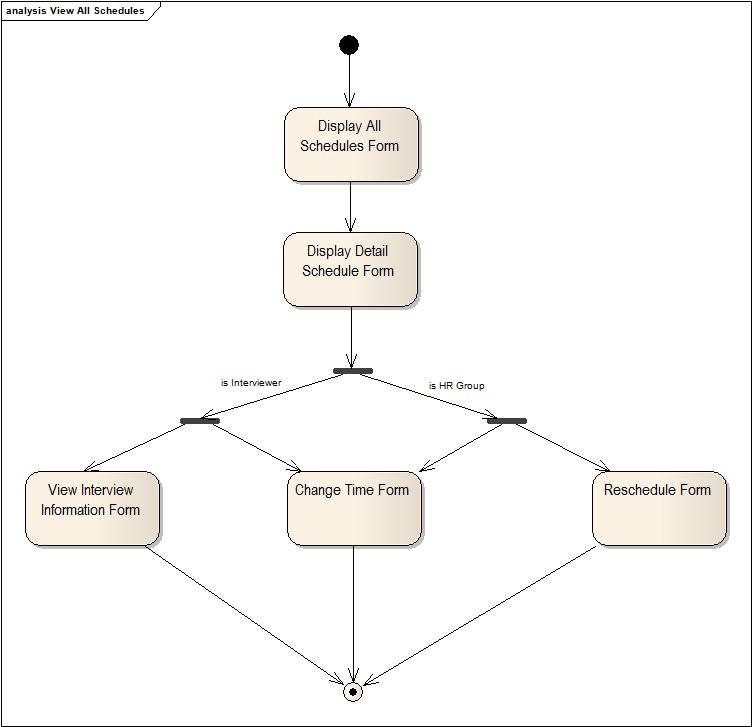 analysis View All Schedules
Display All
Schedules Form
Display Detail
Schedule Form
is Interviewer
is HR Group
View Interview
Information Form
Change Time Form
Reschedule Form